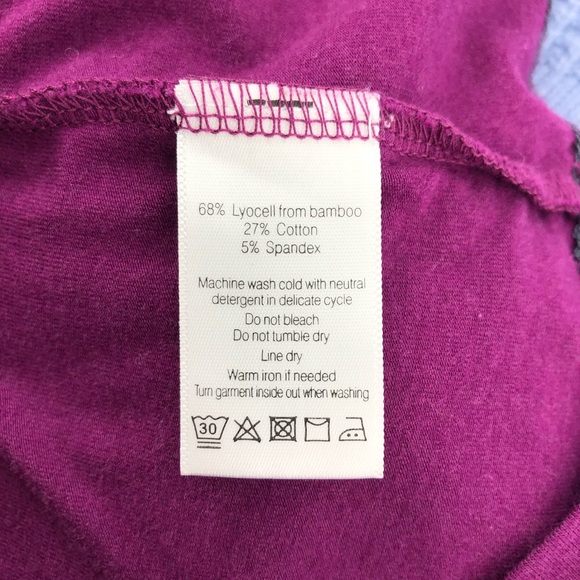 68% Lyocell from bamboo
27% Cotton
5% Spandex
Machine wash cold with neutral
detergent in delicate cycle
Do not bleach
Do not tumble dry
Line dry
Warm iron if needed
Turn garment inside out when washing
30